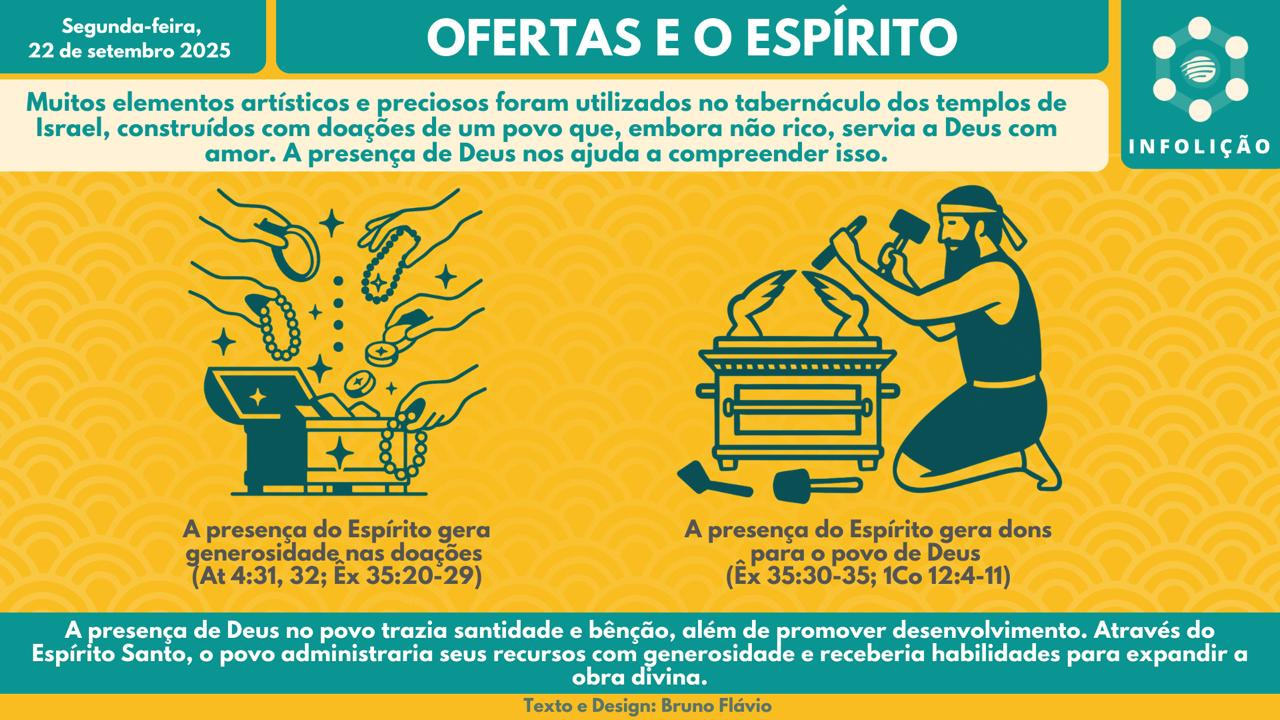 Segunda-feira,
22 de setembro 2025
OFERTAS E O ESPÍRITO
INFOLIÇÃO
Muitos elementos artísticos e preciosos foram utilizados no tabernáculo dos templos de
Israel, construídos com doações de um povo que, embora não rico, servia a Deus com
amor. A presença de Deus nos ajuda a compreender isso.
A presença do Espírito gera
generosidade nas doações
(At 4:31, 32; Êx 35:20-29)
A presença do Espírito gera dons
para o povo de Deus
(Êx 35:30-35; 1Co 12:4-11)
A presença de Deus no povo trazia santidade e bênção, além de promover desenvolvimento. Através do
Espírito Santo, o povo administraria seus recursos com generosidade e receberia habilidades para expandir a
obra divina.
Texto e Design: Bruno Flávio